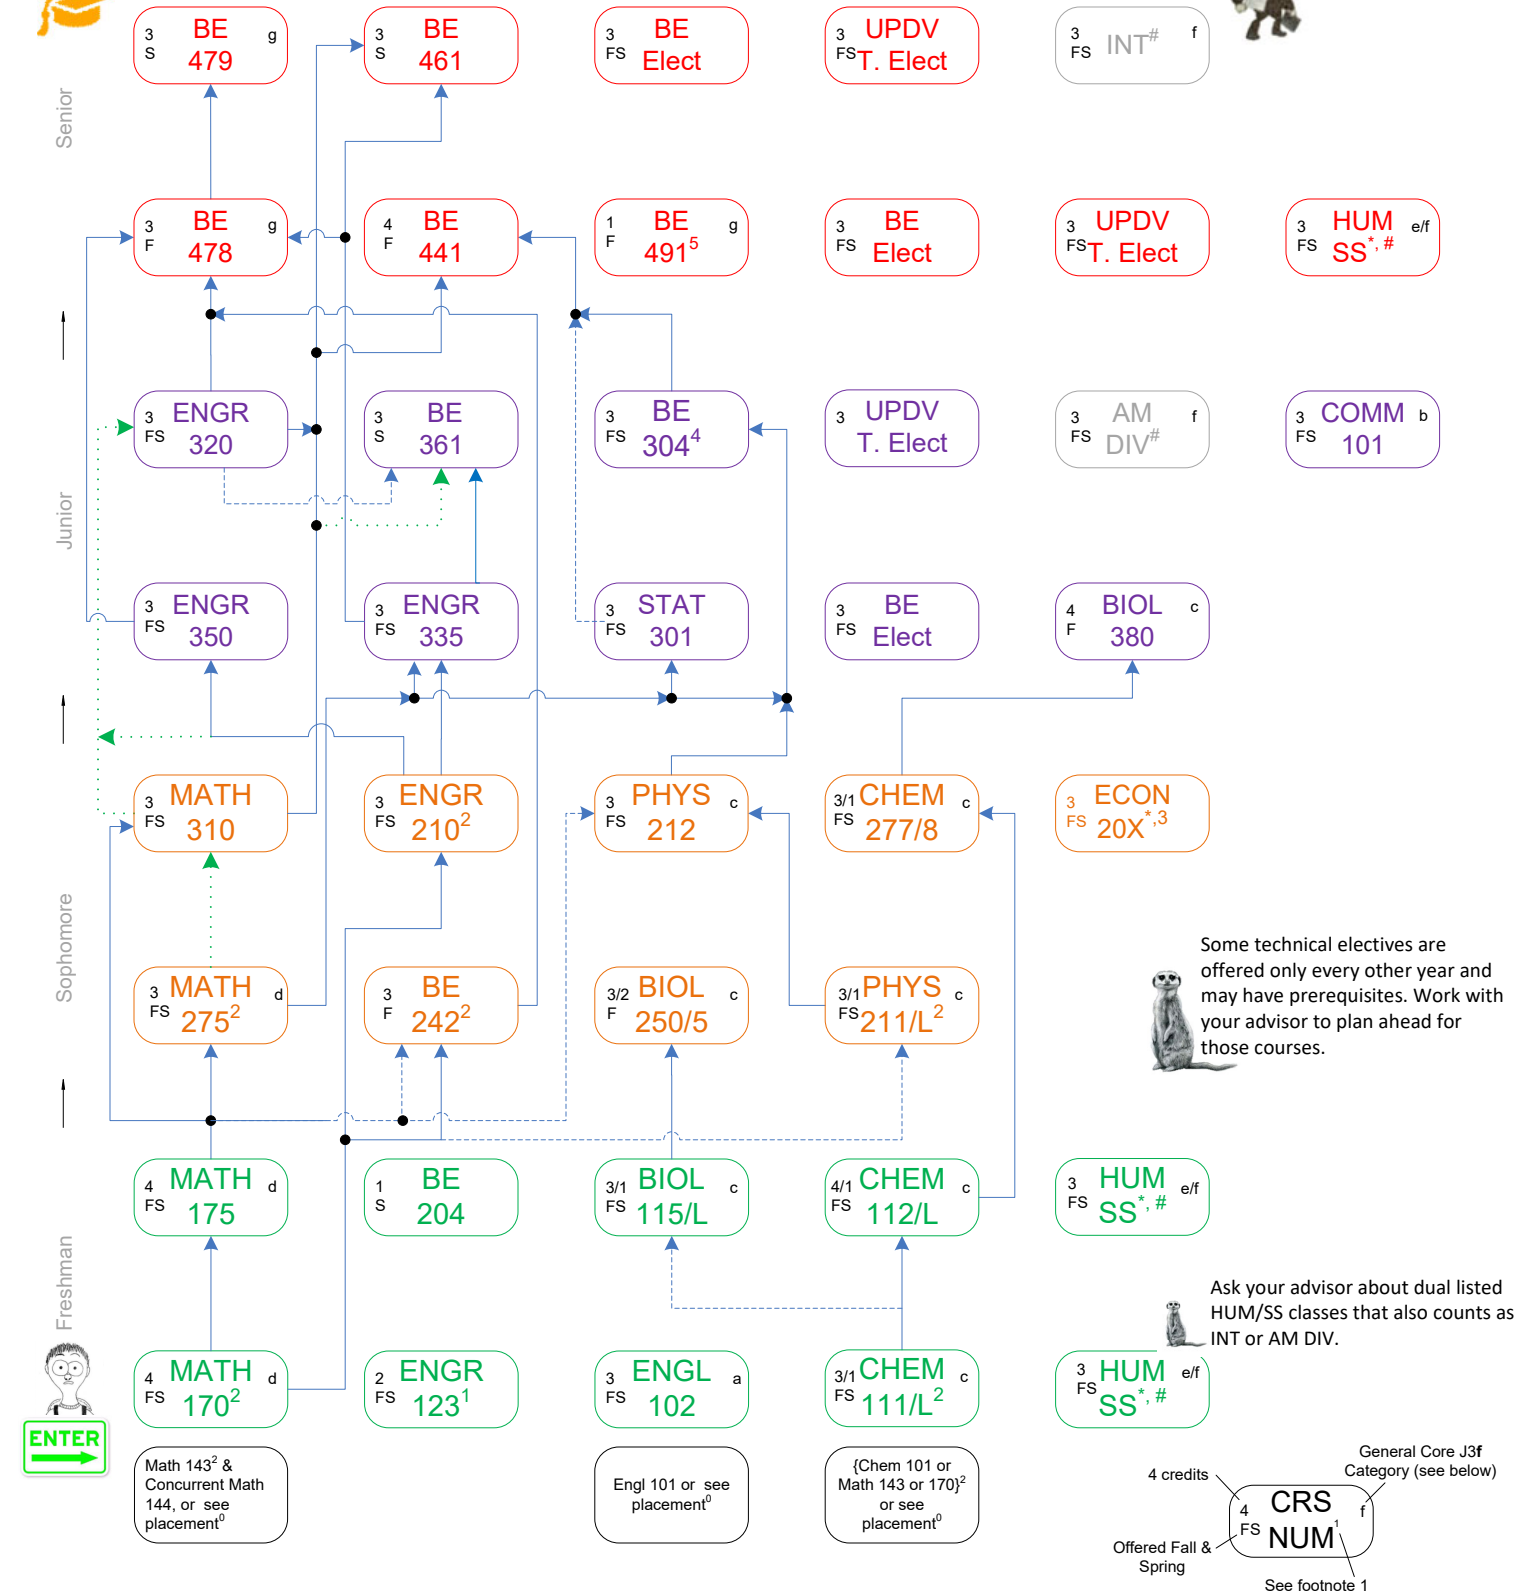 3 BE g
S 479
3 BE
S 461
3 BE
FS Elect
3 UPDV
FS T. Elect
3 INT# f
FS
Senior
3 BE g
F 478
4 BE
F 441
1 BE g
F 491⁵
3 BE
FS Elect
3 UPDV
FS T. Elect
3 HUM e/f
FS SS*, #
3 ENGR
FS 320
3 BE
S 361
3 BE
FS 304⁴
3 UPDV
T. Elect
3 AM f
FS DIV#
3 COMM b
FS 101
Junior
3 ENGR
FS 350
3 ENGR
FS 335
3 STAT
FS 301
3 BE
FS Elect
4 BIOL c
F 380
3 MATH
FS 310
3 ENGR
FS 210²
3 PHYS c
FS 212
3/1 CHEM c
FS 277/8
3 ECON
FS 20X*,³
Sophomore
3 MATH d
FS 275²
3 BE
F 242²
3/2 BIOL c
F 250/5
3/1 PHYS c
FS 211/L²
Some technical electives are
offered only every other year and
may have prerequisites. Work with
your advisor to plan ahead for
those courses.
4 MATH d
FS 175
1 BE
S 204
3/1 BIOL c
FS 115/L
4/1 CHEM c
FS 112/L
3 HUM e/f
FS SS*, #
Freshman
Ask your advisor about dual listed
HUM/SS classes that also counts as
INT or AM DIV.
4 MATH d
FS 170²
2 ENGR
FS 123¹
3 ENGL a
FS 102
3/1 CHEM c
FS 111/L²
3 HUM e/f
FS SS*, #
ENTER
Math 143² &
Concurrent Math
144, or see
placement⁰
Engl 101 or see
placement⁰
{Chem 101 or
Math 143 or 170}²
or see
placement⁰
General Core J3f
Category (see below)
4 credits
4 CRS f
FS NUM¹
Offered Fall &
Spring
See footnote 1